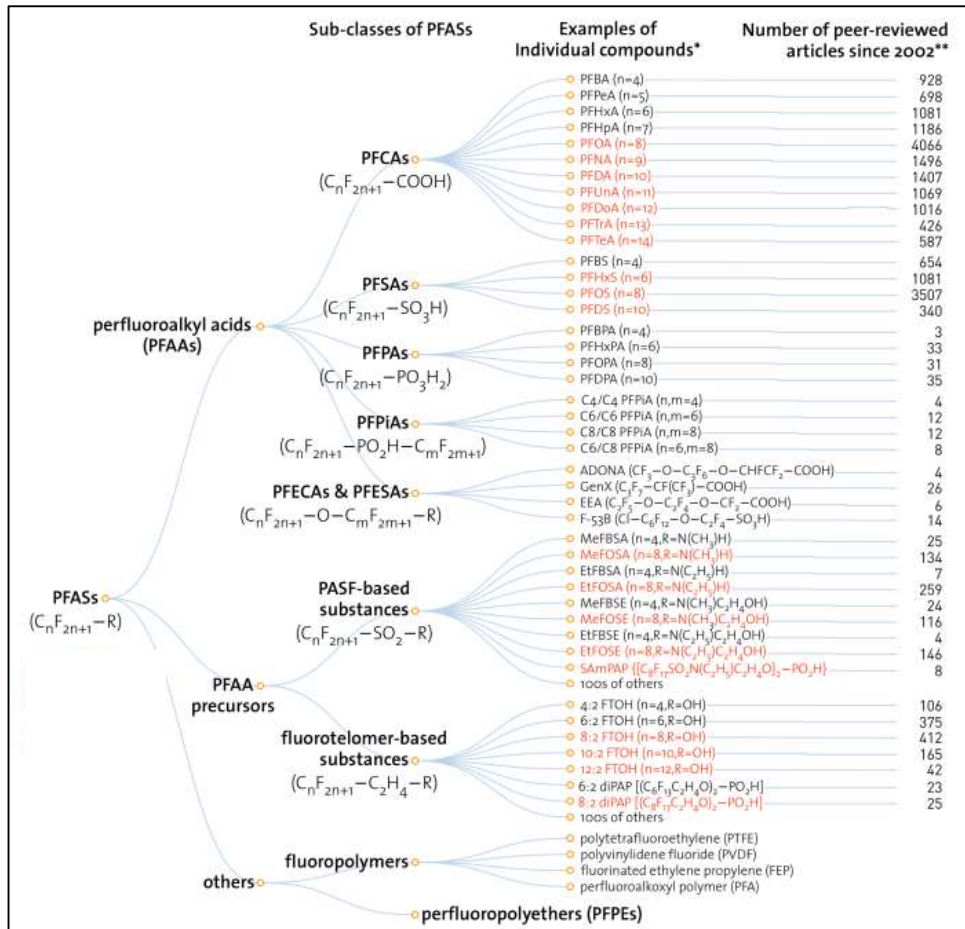 Sub-classes of PFASs
Examples of
Individual compounds*
Number of peer-reviewed
articles since 2002**
PFASs
(CₙF₂ₙ₊₁–R)
perfluoroalkyl acids
(PFAAs)
PFCAs
(CₙF₂ₙ₊₁–COOH)
PFBA (n=4) 928
PFPeA (n=5) 698
PFHxA (n=6) 1081
PFHpA (n=7) 1186
PFOA (n=8) 4066
PFNA (n=9) 1496
PFDA (n=10) 1407
PFUnA (n=11) 1069
PFDoA (n=12) 1016
PFTrA (n=13) 426
PFTeA (n=14) 587
PFSAs
(CₙF₂ₙ₊₁–SO₃H)
PFBS (n=4) 654
PFHxS (n=6) 1081
PFOS (n=8) 3507
PFDS (n=10) 340
PFPAs
(CₙF₂ₙ₊₁–PO₃H₂)
PFBPA (n=4) 3
PFHxPA (n=6) 33
PFOPA (n=8) 31
PFDPA (n=10) 35
PFPiAs
(CₙF₂ₙ₊₁–PO₂H–CₘF₂ₘ₊₁)
C4/C4 PFPiA (n,m=4) 4
C6/C6 PFPiA (n,m=6) 12
C8/C8 PFPiA (n,m=8) 12
C6/C8 PFPiA (n=6,m=8) 8
PFECAs & PFESAs
(CₙF₂ₙ₊₁–O–CₘF₂ₘ₊₁–R)
ADONA (CF₃–O–C₃F₆–O–CHFCF₂–COOH) 4
GenX (C₃F₇–CF(CF₃)–COOH) 26
EEA (C₂F₅–O–C₂F₄–O–CF₂–COOH) 6
F-53B (Cl–C₆F₁₂–O–C₂F₄–SO₃H) 14
PFAA
precursors
PASF-based
substances
(CₙF₂ₙ₊₁–SO₂–R)
MeFBSA (n=4,R=N(CH₃)H) 25
MeFOSA (n=8,R=N(CH₃)H) 134
EtFBSA (n=4,R=N(C₂H₅)H) 7
EtFOSA (n=8,R=N(C₂H₅)H) 259
MeFBSE (n=4,R=N(CH₃)C₂H₄OH) 24
MeFOSE (n=8,R=N(CH₃)C₂H₄OH) 116
EtFBSE (n=4,R=N(C₂H₅)C₂H₄OH) 4
EtFOSE (n=8,R=N(C₂H₅)C₂H₄OH) 146
SAmPAP {[C₈F₁₇SO₂N(C₂H₅)C₂H₄O]₂–PO₂H} 8
100s of others
fluorotelomer-based
substances
(CₙF₂ₙ₊₁–C₂H₄–R)
4:2 FTOH (n=4,R=OH) 106
6:2 FTOH (n=6,R=OH) 375
8:2 FTOH (n=8,R=OH) 412
10:2 FTOH (n=10,R=OH) 165
12:2 FTOH (n=12,R=OH) 42
6:2 diPAP [(C₆F₁₃C₂H₄O)₂–PO₂H] 23
8:2 diPAP [(C₈F₁₇C₂H₄O)₂–PO₂H] 25
100s of others
others
fluoropolymers
polytetrafluoroethylene (PTFE)
polyvinylidene fluoride (PVDF)
fluorinated ethylene propylene (FEP)
perfluoroalkoxyl polymer (PFA)
perfluoropolyethers (PFPEs)